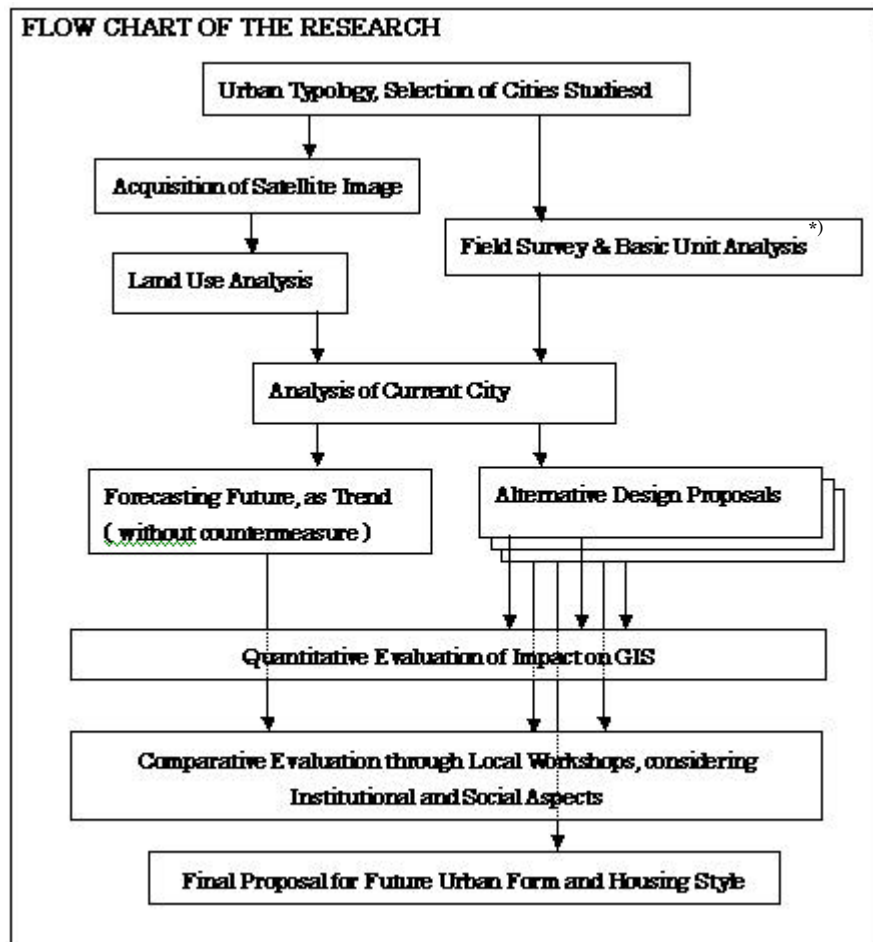 FLOW CHART OF THE RESEARCH
Urban Typology, Selection of Cities Studiesd
Acquisition of Satellite Image
Field Survey & Basic Unit Analysis *)
Land Use Analysis
Analysis of Current City
Forecasting Future, as Trend
( without countermeasure )
Alternative Design Proposals
Quantitative Evaluation of Impact on GIS
Comparative Evaluation through Local Workshops, considering
Institutional and Social Aspects
Final Proposal for Future Urban Form and Housing Style